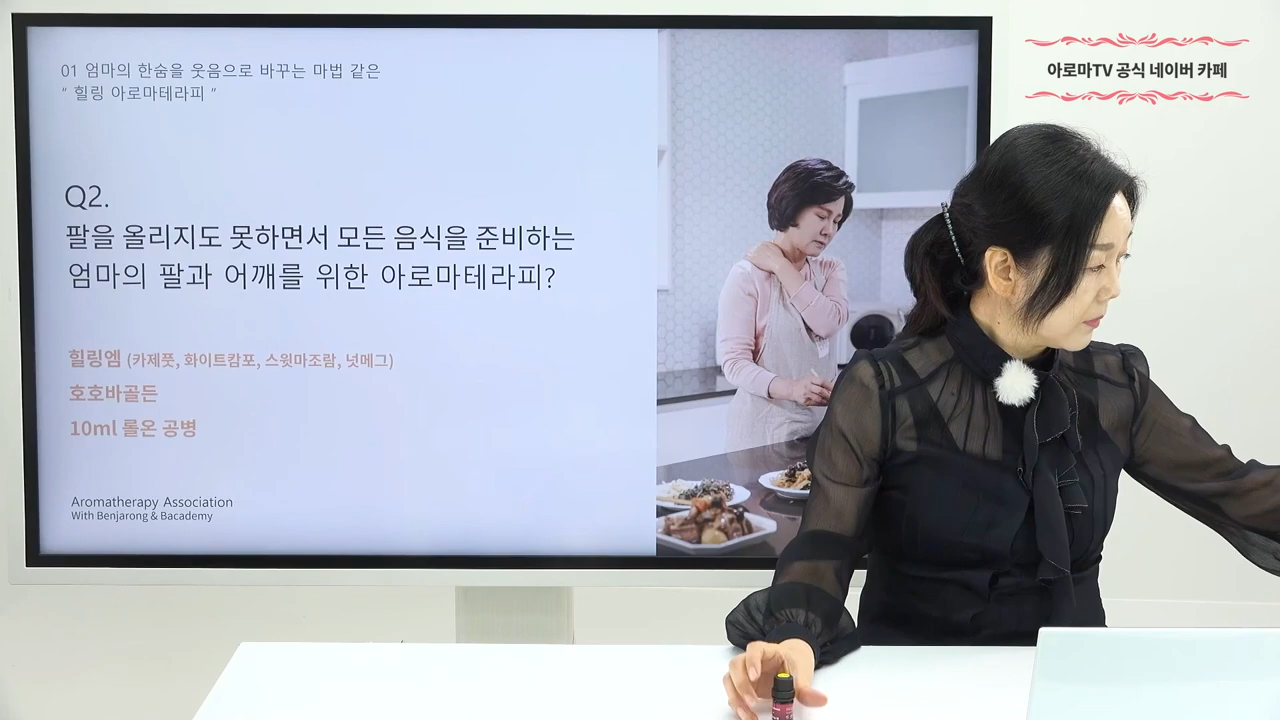 01 엄마의 한숨을 웃음으로 바꾸는 마법 같은
" 힐링 아로마테라피 "
Q2.
팔을 올리지도 못하면서 모든 음식을 준비하는
엄마의 팔과 어깨를 위한 아로마테라피?
힐링엠 (카제풋, 화이트캄포, 스윗마조람, 넛메그)
호호바골든
10ml 롤온 공병
Aromatherapy Association
With Benjarong & Bacademy
아로마TV 공식 네이버 카페